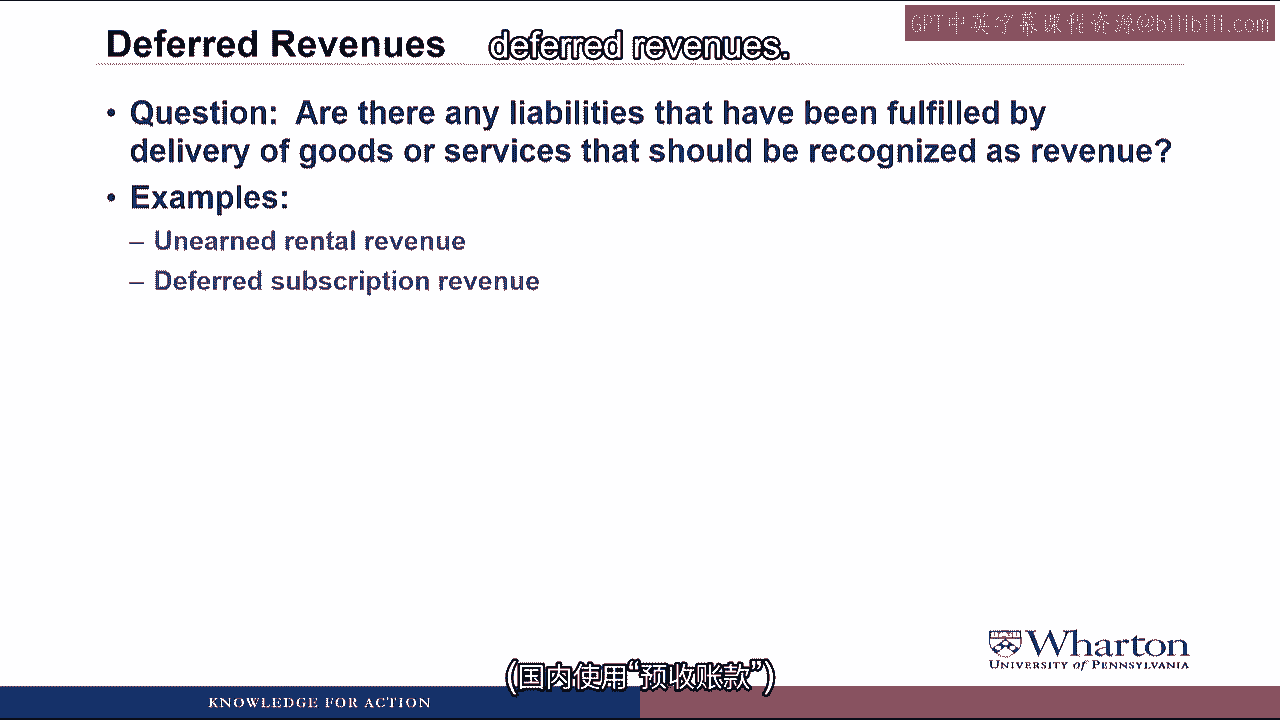 GPT中英字幕课程资源@bilibili.com
Deferred Revenues deferred revenues.
• Question: Are there any liabilities that have been fulfilled by
delivery of goods or services that should be recognized as revenue?
• Examples:
– Unearned rental revenue
– Deferred subscription revenue
Wharton
UNIVERSITY of PENNSYLVANIA
(国内使用“预收账款”)
KNOWLEDGE FOR ACTION